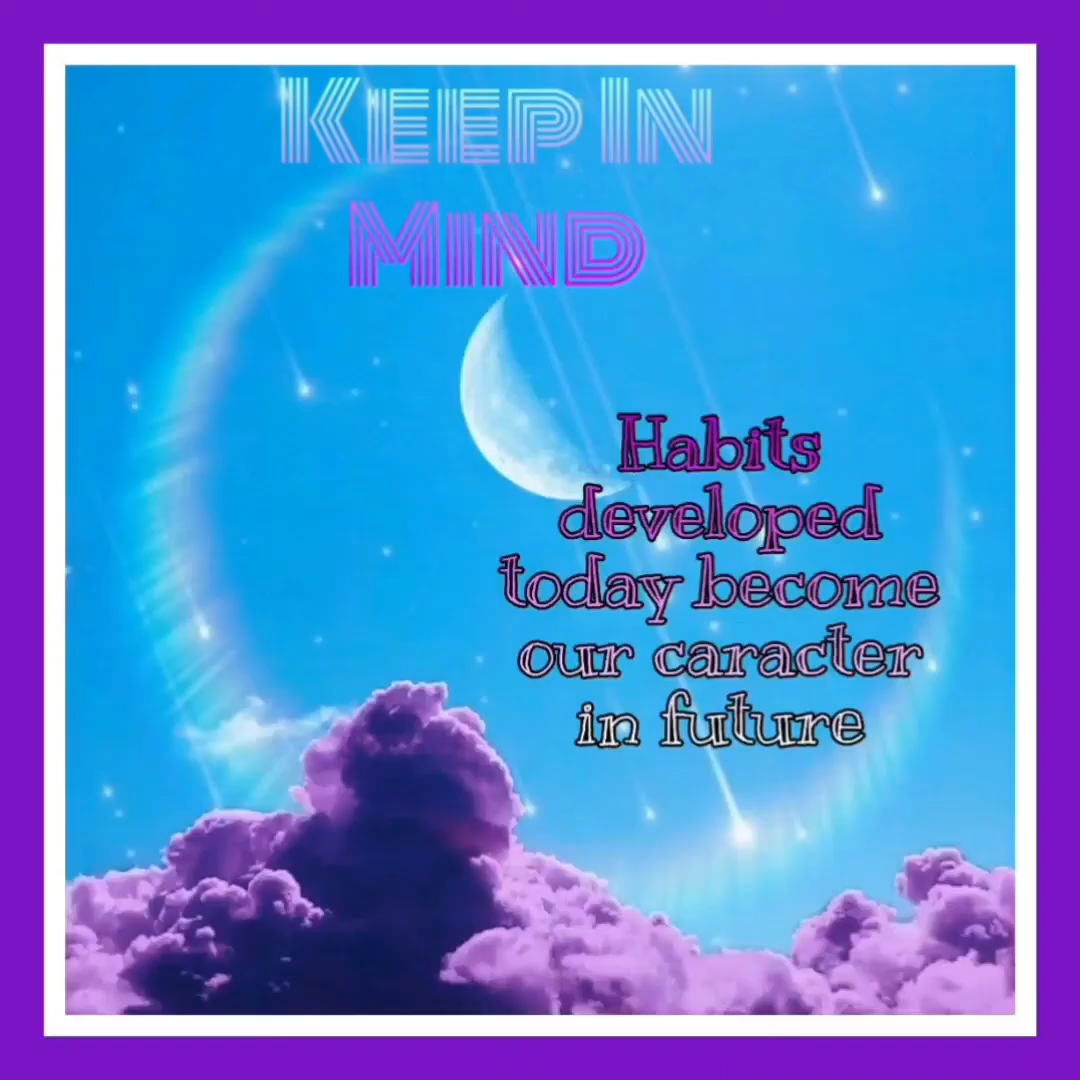 Keep In
Mind
Habits
developed
today become
our caracter
in future